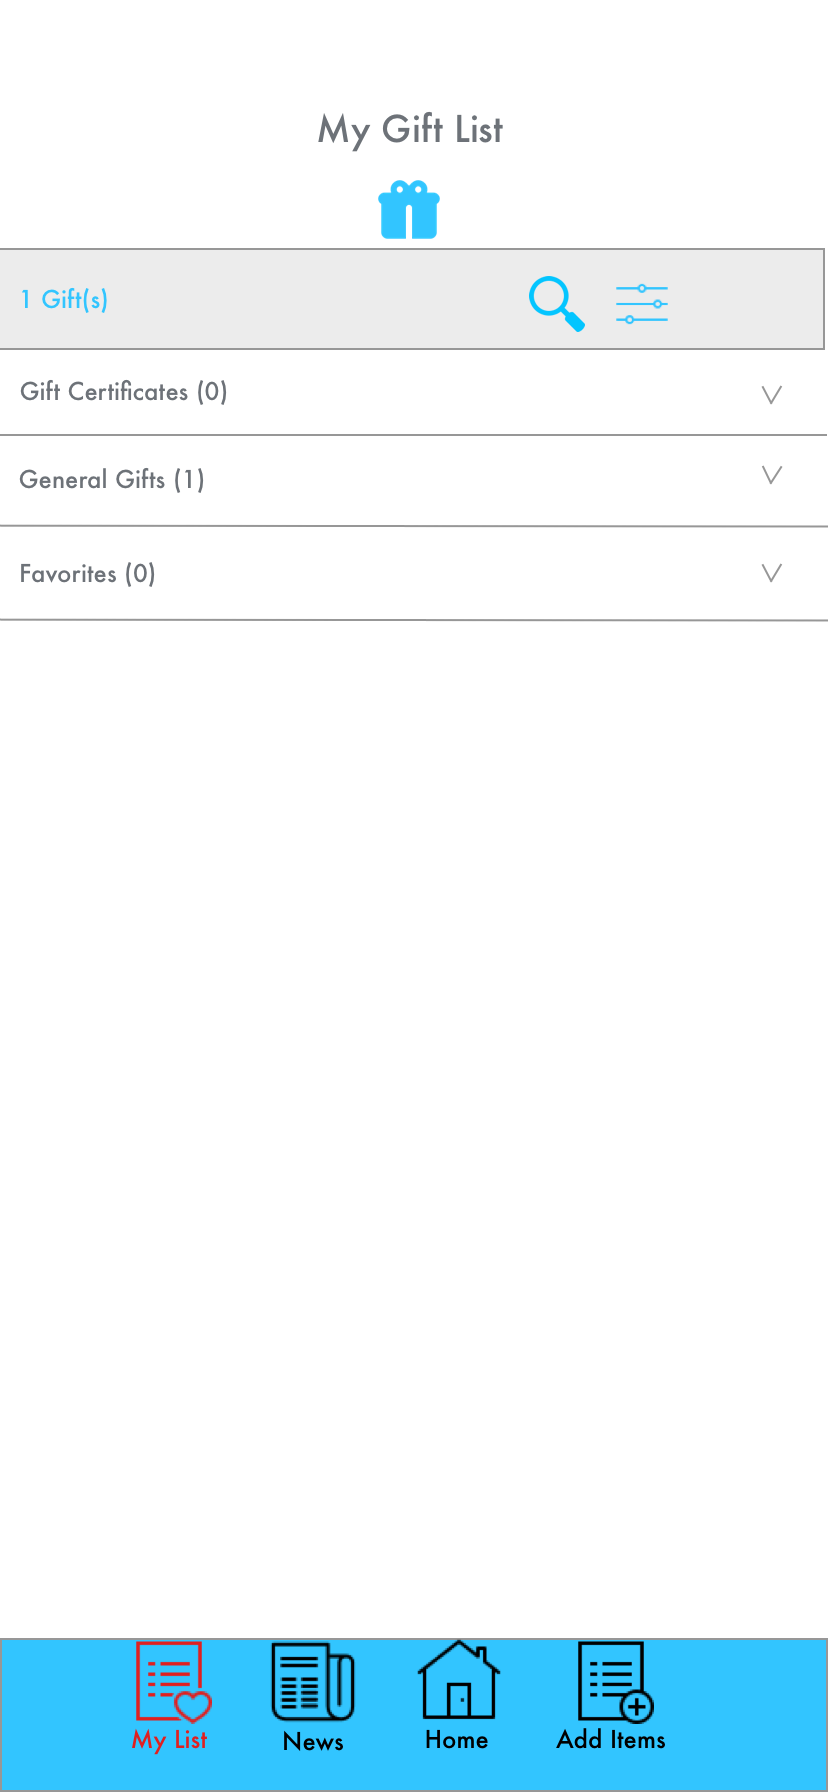 My Gift List
1 Gift(s)
Gift Certificates (0)
General Gifts (1)
Favorites (0)
My List
News
Home
Add Items